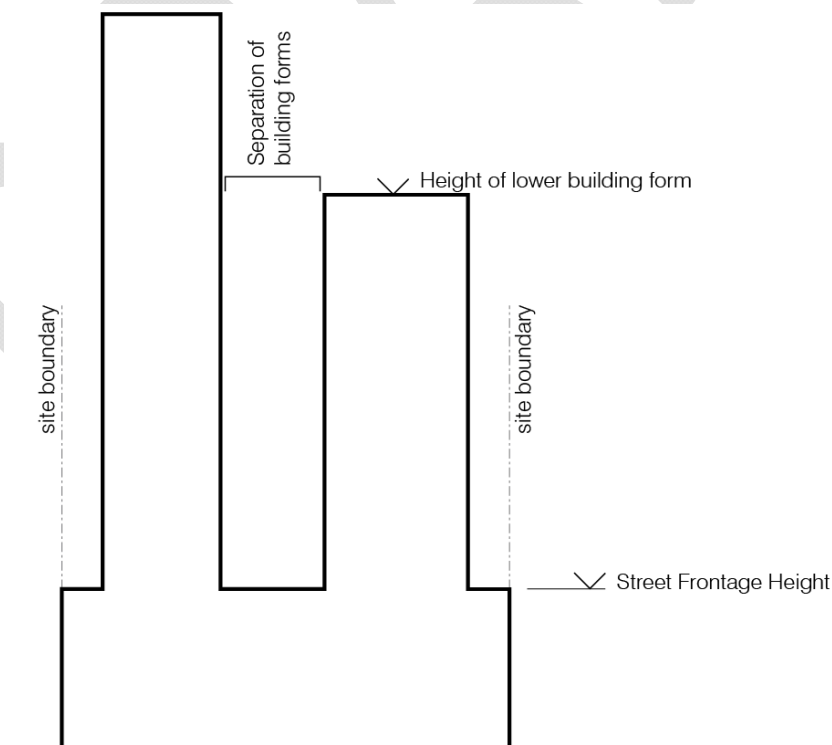 Separation of
building forms
Height of lower building form
site boundary
site boundary
Street Frontage Height